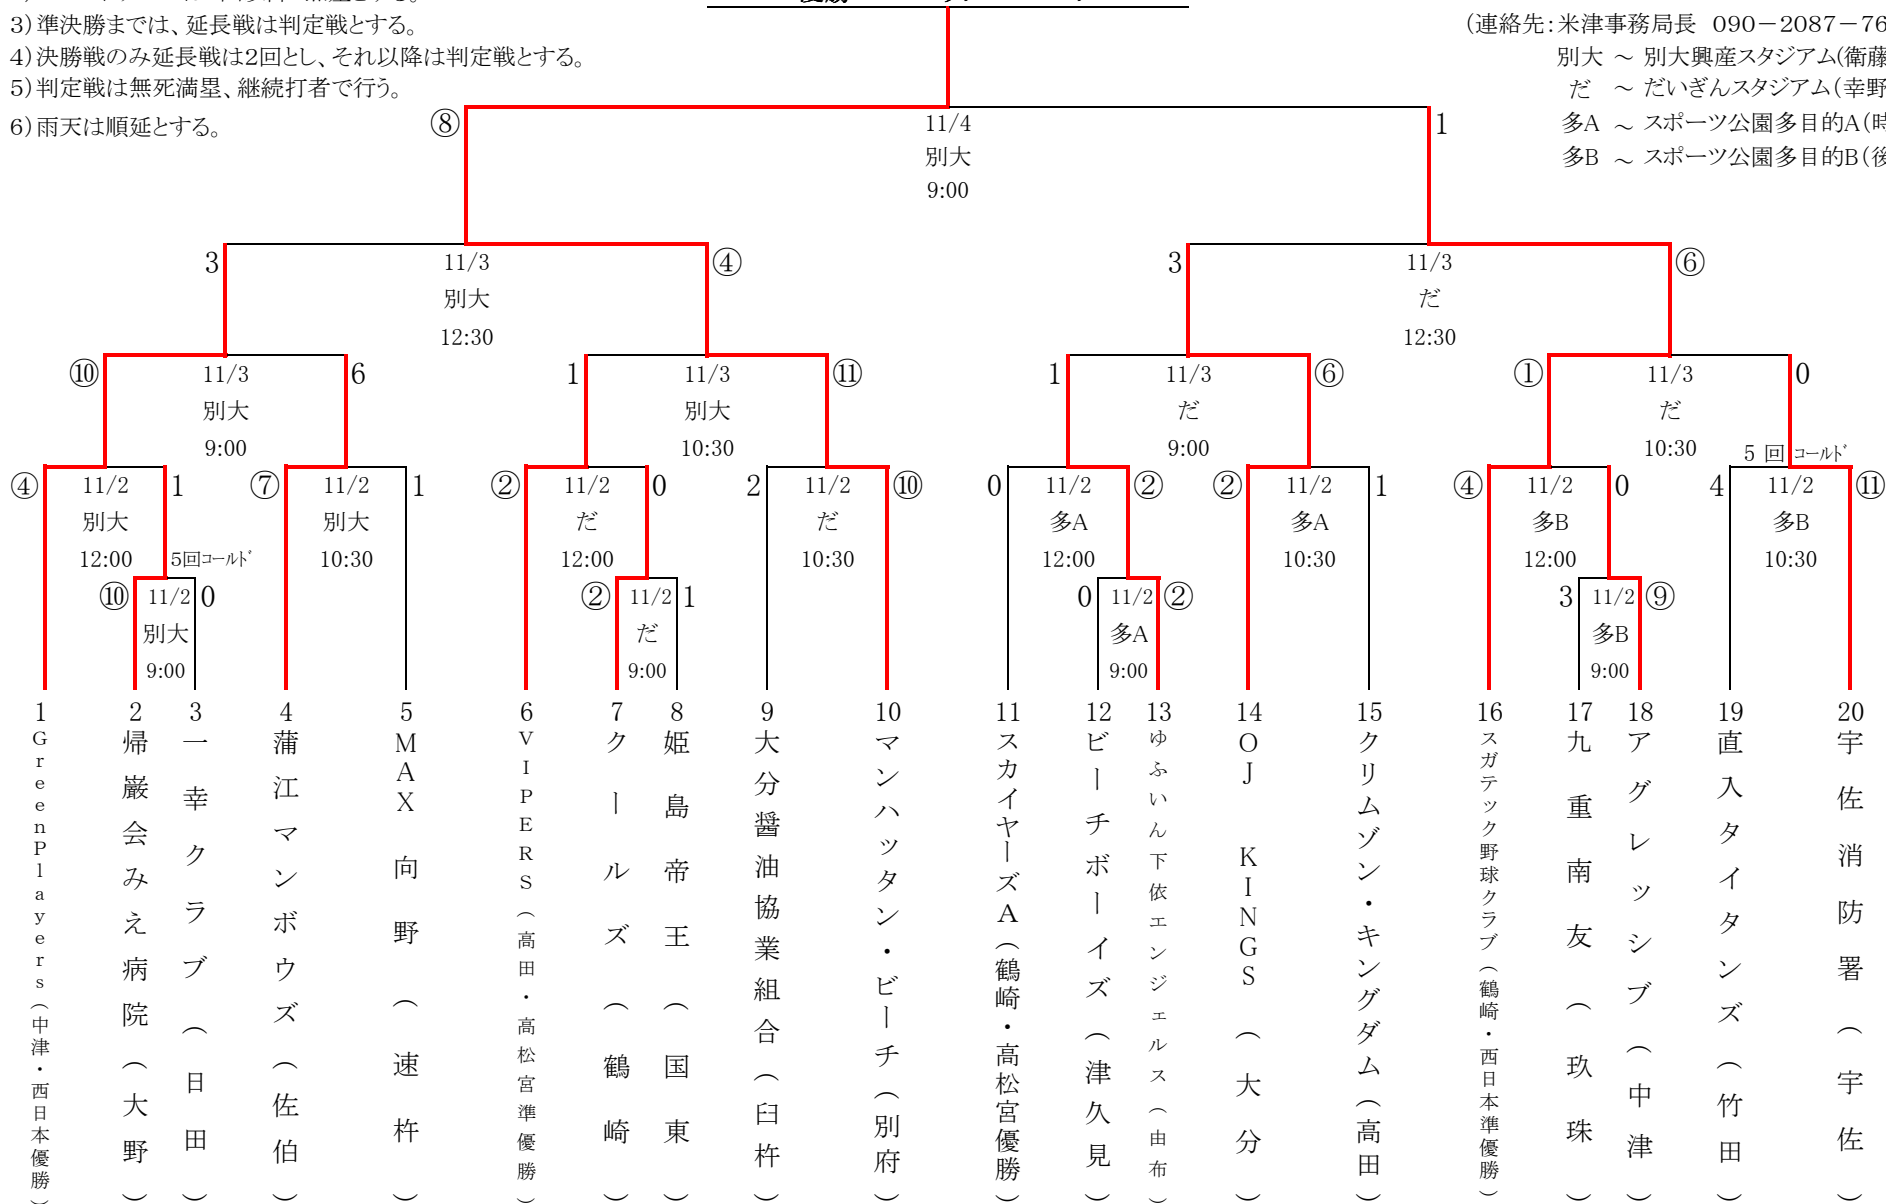 3)準決勝までは、延長戦は判定戦とする。
4)決勝戦のみ延長戦は2回とし、それ以降は判定戦とする。
5)判定戦は無死満塁、継続打者で行う。
6)雨天は順延とする。
(連絡先:米津事務局長 090-2087-76
別大 ~ 別大興産スタジアム(衛藤
だ ~ だいぎんスタジアム(幸野
多A ~ スポーツ公園多目的A(時
多B ~ スポーツ公園多目的B(後
⑧ 11/4 1
別大
9:00
3 11/3 ④ 3 11/3 ⑥
別大 だ
12:30 12:30
⑩ 11/3 6 1 11/3 ⑪ 1 11/3 ⑥ ① 11/3 0
別大 別大 だ だ
9:00 10:30 9:00 10:30
5回コールド
④ 11/2 1 ⑦ 11/2 1 ② 11/2 0 2 11/2 ⑩ 0 11/2 ② ② 11/2 1 ④ 11/2 0 4 11/2 ⑪
別大 別大 だ だ 多A 多A 多B 多B
12:00 5回コールド 10:30 12:00 10:30 12:00 10:30 12:00 10:30
⑩ 11/2 0 ② 11/2 1 0 11/2 ② 3 11/2 ⑨
別大 だ 多A 多B
9:00 9:00 9:00 9:00
1 GreenPlayers(中津・西日本優勝)
2 帰巌会みえ病院(大野)
3 一幸クラブ(日田)
4 蒲江マンボウズ(佐伯)
5 MAX向野(速杵)
6 VIPERS(高田・高松宮準優勝)
7 クールズ(鶴崎)
8 姫島帝王(国東)
9 大分醤油協業組合(臼杵)
10 マンハッタン・ビーチ(別府)
11 スカイヤーズA(鶴崎・高松宮優勝)
12 ビーチボーイズ(津久見)
13 ゆふいん下依エンジェルス(由布)
14 OJ KINGS(大分)
15 クリムゾン・キングダム(高田)
16 スガテック野球クラブ(鶴崎・西日本準優勝)
17 九重南友(玖珠)
18 アグレッシブ(中津)
19 直入タイタンズ(竹田)
20 宇佐消防署(宇佐)